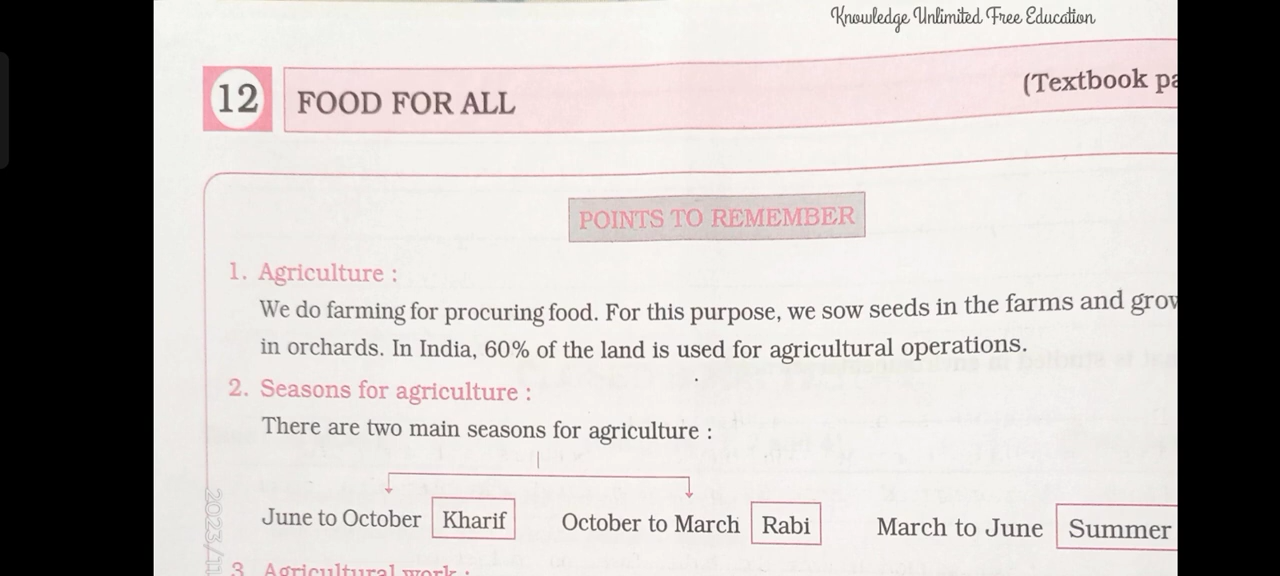 Knowledge Unlimited Free Education
12 FOOD FOR ALL (Textbook
POINTS TO REMEMBER
1. Agriculture :
We do farming for procuring food. For this purpose, we sow seeds in the farms and
in orchards. In India, 60% of the land is used for agricultural operations.
2. Seasons for agriculture :
There are two main seasons for agriculture :
June to October Kharif October to March Rabi March to June Summer
3 Agricultural work :